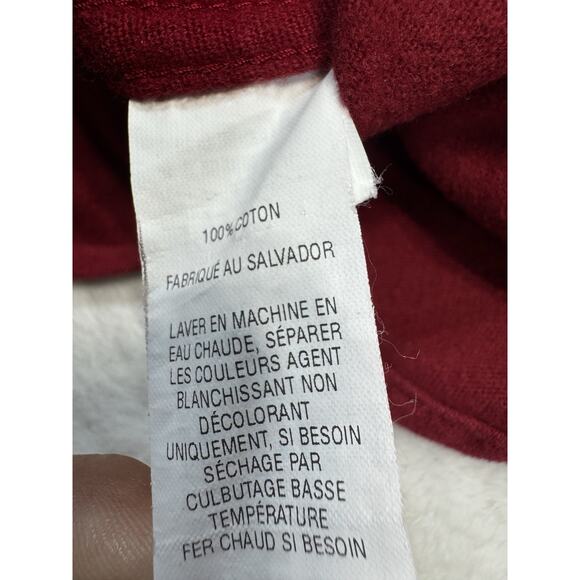 100% COTON
FABRIQUÉ AU SALVADOR
LAVER EN MACHINE EN
EAU CHAUDE, SÉPARER
LES COULEURS AGENT
BLANCHISSANT NON
DÉCOLORANT
UNIQUEMENT, SI BESOIN
SÉCHAGE PAR
CULBUTAGE BASSE
TEMPÉRATURE
FER CHAUD SI BESOIN